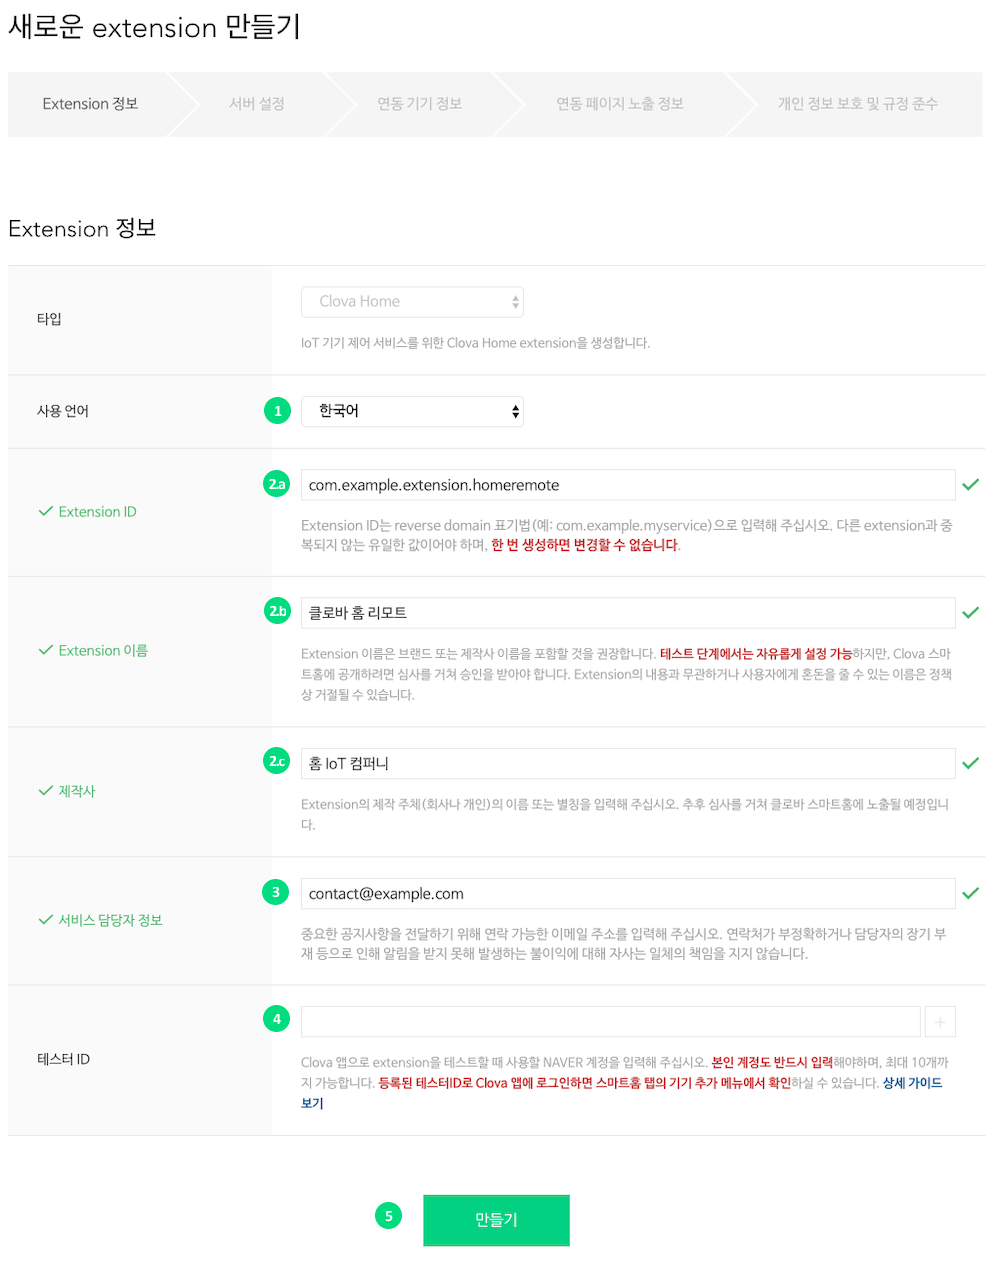 새로운 extension 만들기
Extension 정보
서버 설정
연동 기기 정보
연동 페이지 노출 정보
개인 정보 보호 및 규정 준수
Extension 정보
타입
Clova Home
IoT 기기 제어 서비스를 위한 Clova Home extension을 생성합니다.
사용 언어
1
한국어
Extension ID
2.a
com.example.extension.homeremote
Extension ID는 reverse domain 표기법(예: com.example.myservice)으로 입력해 주십시오. 다른 extension과 중
복되지 않는 유일한 값이어야 하며, 한 번 생성하면 변경할 수 없습니다.
Extension 이름
2.b
클로바 홈 리모트
Extension 이름은 브랜드 또는 제작사 이름을 포함할 것을 권장합니다. 테스트 단계에서는 자유롭게 설정 가능하지만, Clova 스마
트홈에 공개하려면 심사를 거쳐 승인을 받아야 합니다. Extension의 내용과 무관하거나 사용자에게 혼돈을 줄 수 있는 이름은 정책
상 거절될 수 있습니다.
제작사
2.c
홈 IoT 컴퍼니
Extension의 제작 주체(회사나 개인)의 이름 또는 별칭을 입력해 주십시오. 추후 심사를 거쳐 클로바 스마트홈에 노출될 예정입니
다.
서비스 담당자 정보
3
contact@example.com
중요한 공지사항을 전달하기 위해 연락 가능한 이메일 주소를 입력해 주십시오. 연락처가 부정확하거나 담당자의 장기 부
재 등으로 인해 알림을 받지 못해 발생하는 불이익에 대해 자사는 일체의 책임을 지지 않습니다.
테스터 ID
4
+
Clova 앱으로 extension을 테스트할 때 사용할 NAVER 계정을 입력해 주십시오. 본인 계정도 반드시 입력해야하며, 최대 10개까
지 가능합니다. 등록된 테스터ID로 Clova 앱에 로그인하면 스마트홈 탭의 기기 추가 메뉴에서 확인하실 수 있습니다. 상세 가이드
보기
5
만들기